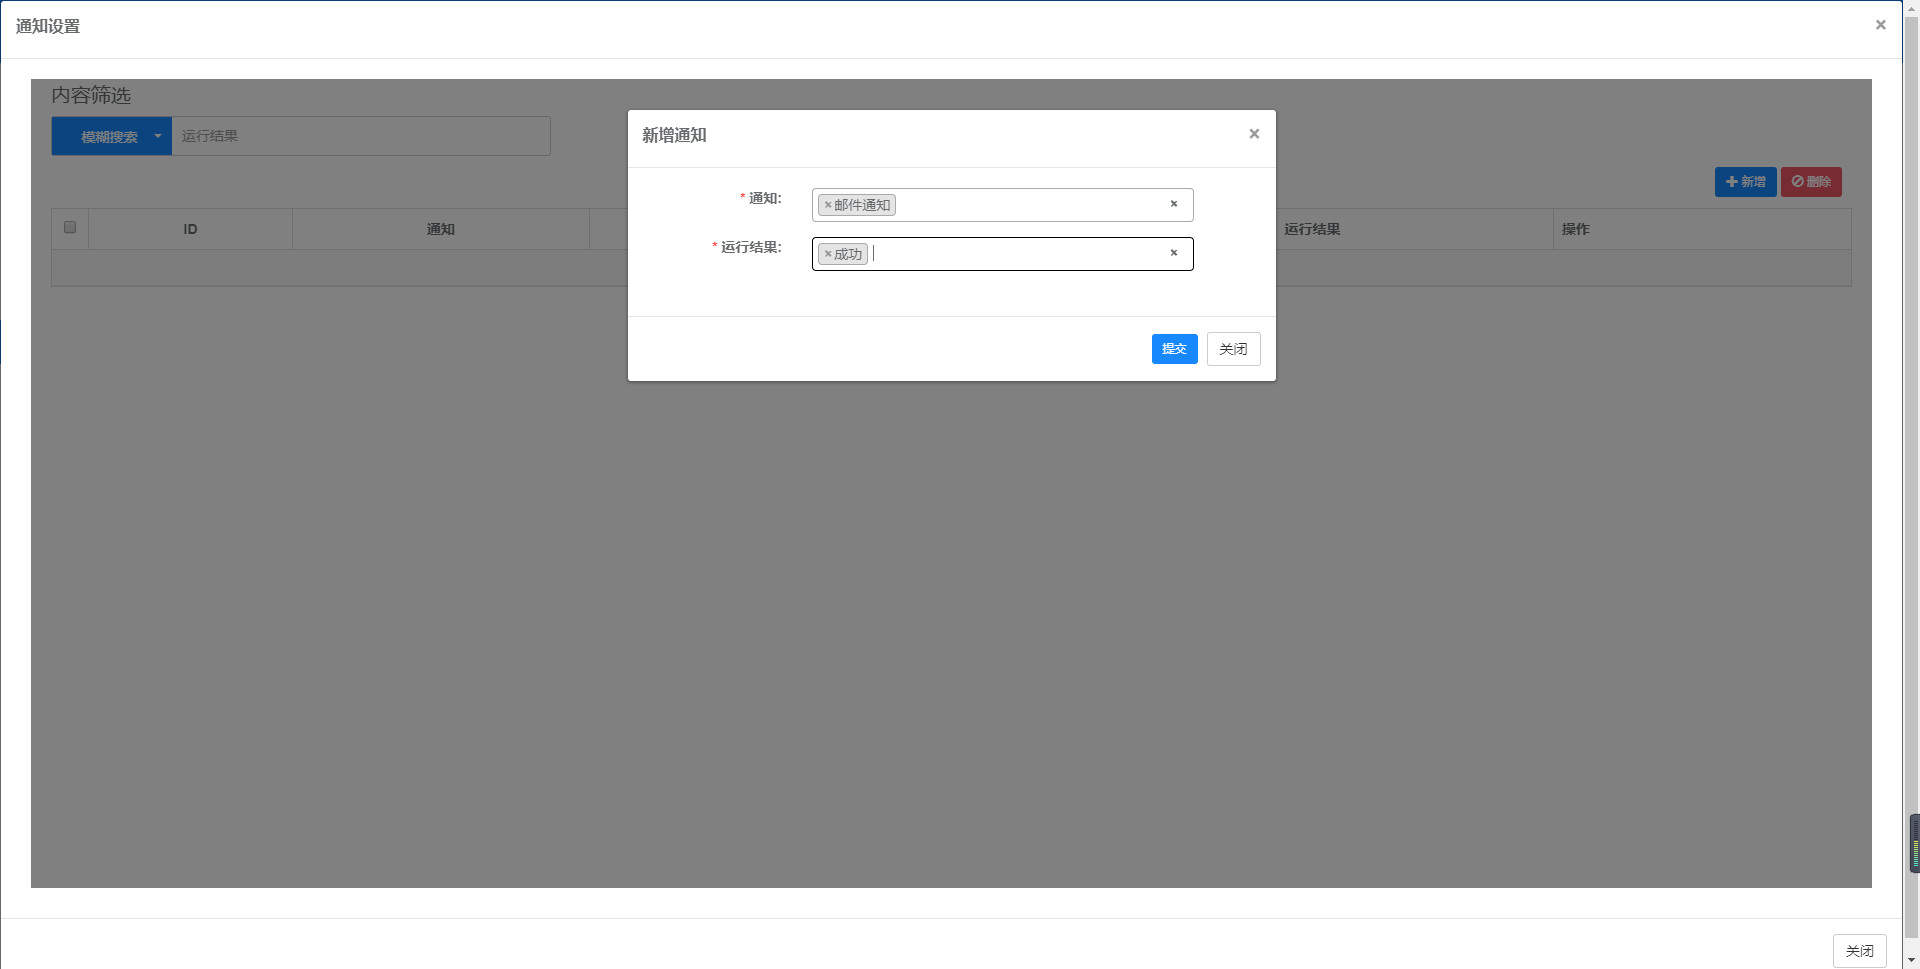 通知设置 ×
内容筛选
模糊搜索 运行结果
新增 删除
ID 通知 运行结果 操作
新增通知 ×
* 通知: ×邮件通知 ×
* 运行结果: ×成功 ×
提交 关闭
关闭